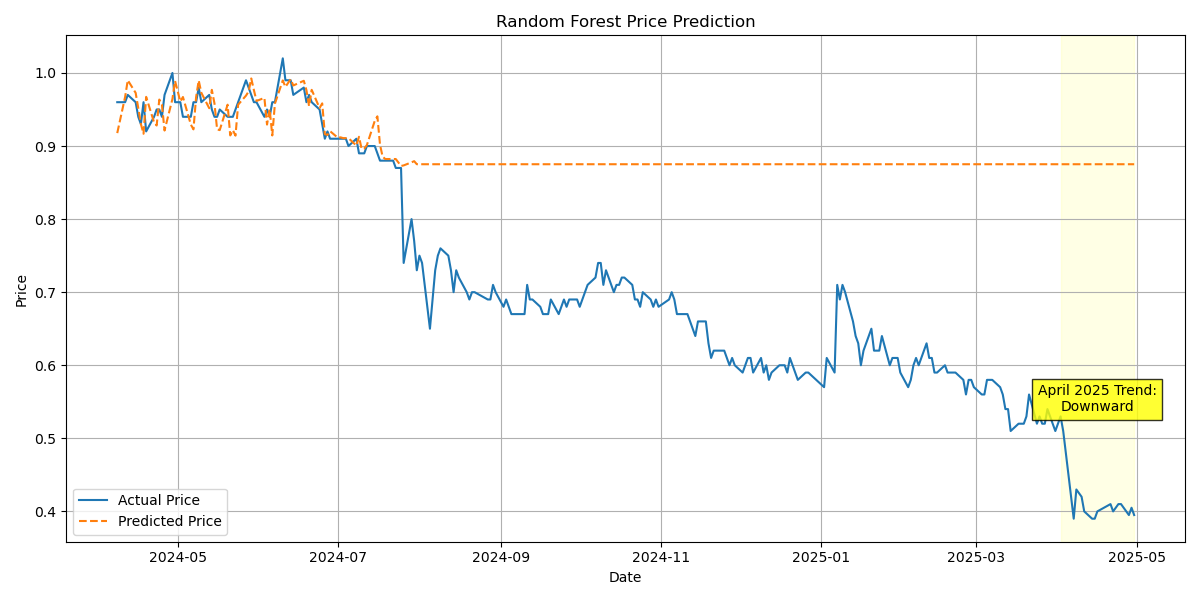 Random Forest Price Prediction
Price
1.0
0.9
0.8
0.7
0.6
0.5
0.4
April 2025 Trend:
Downward
Actual Price
Predicted Price
2024-05
2024-07
2024-09
2024-11
2025-01
2025-03
2025-05
Date